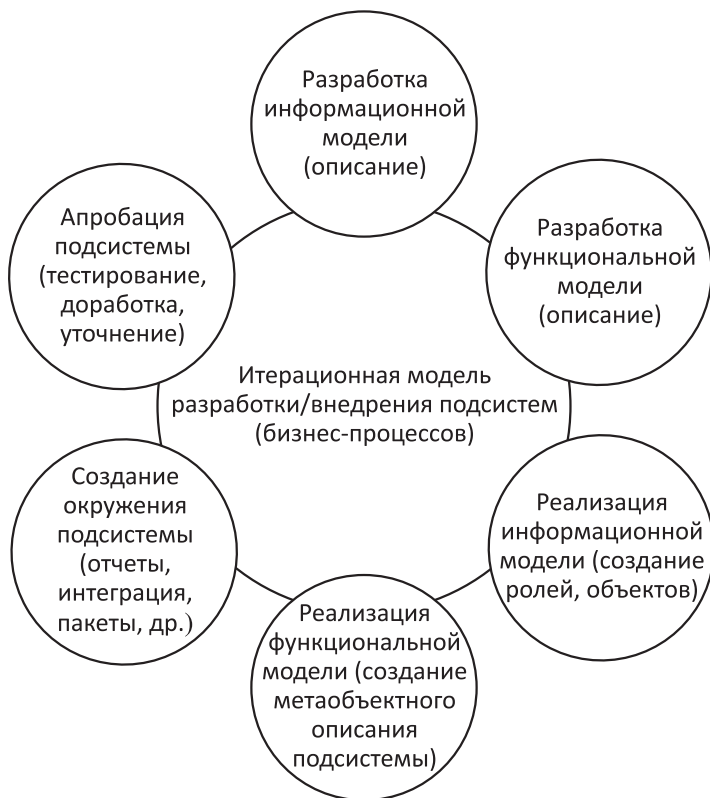 Разработка
информационной
модели
(описание)
Разработка
функциональной
модели
(описание)
Реализация
информационной
модели (создание
ролей, объектов)
Реализация
функциональной
модели (создание
метаобъектного
описания
подсистемы)
Создание
окружения
подсистемы
(отчеты,
интеграция,
пакеты, др.)
Апробация
подсистемы
(тестирование,
доработка,
уточнение)
Итерационная модель
разработки/внедрения подсистем
(бизнес-процессов)